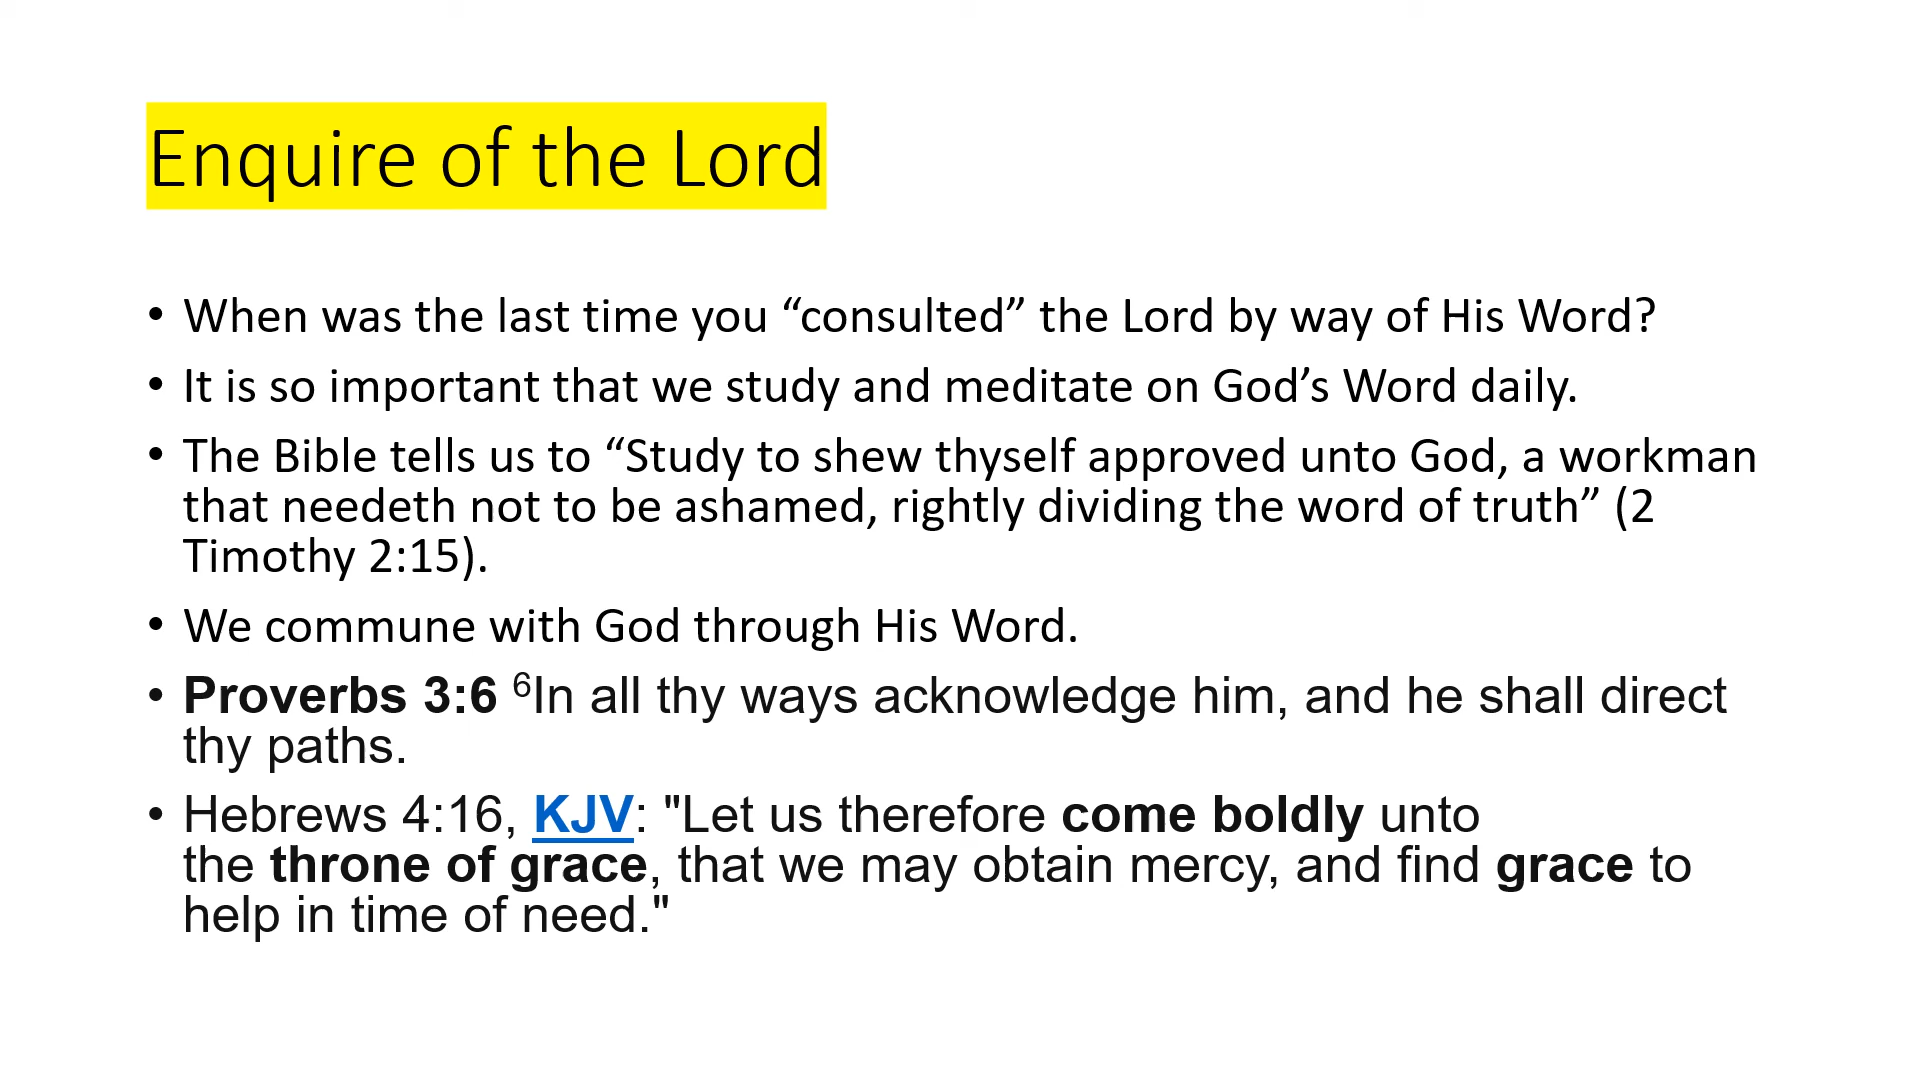 Enquire of the Lord
• When was the last time you “consulted” the Lord by way of His Word?
• It is so important that we study and meditate on God’s Word daily.
• The Bible tells us to “Study to shew thyself approved unto God, a workman
that needeth not to be ashamed, rightly dividing the word of truth” (2
Timothy 2:15).
• We commune with God through His Word.
• Proverbs 3:6 ⁶In all thy ways acknowledge him, and he shall direct
thy paths.
• Hebrews 4:16, KJV: "Let us therefore come boldly unto
the throne of grace, that we may obtain mercy, and find grace to
help in time of need."